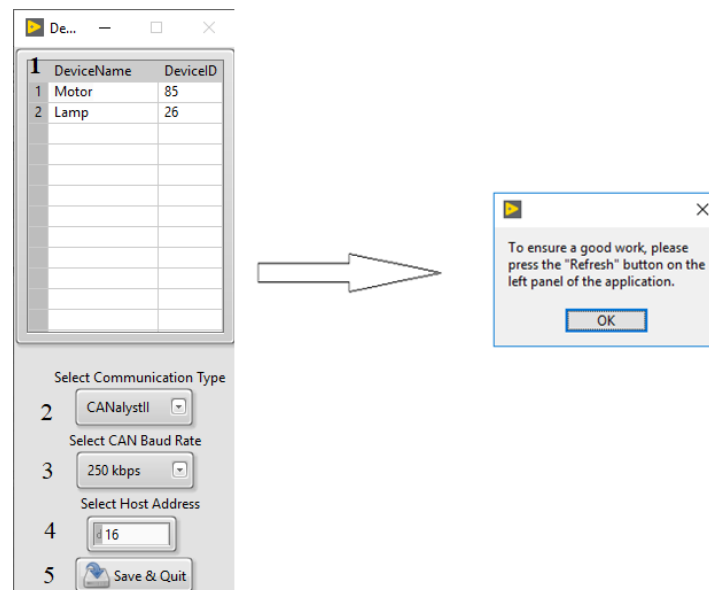 De...
1 DeviceName DeviceID
1 Motor 85
2 Lamp 26
To ensure a good work, please
press the "Refresh" button on the
left panel of the application.
OK
Select Communication Type
2 CANalystII
Select CAN Baud Rate
3 250 kbps
Select Host Address
4 d 16
5 Save & Quit